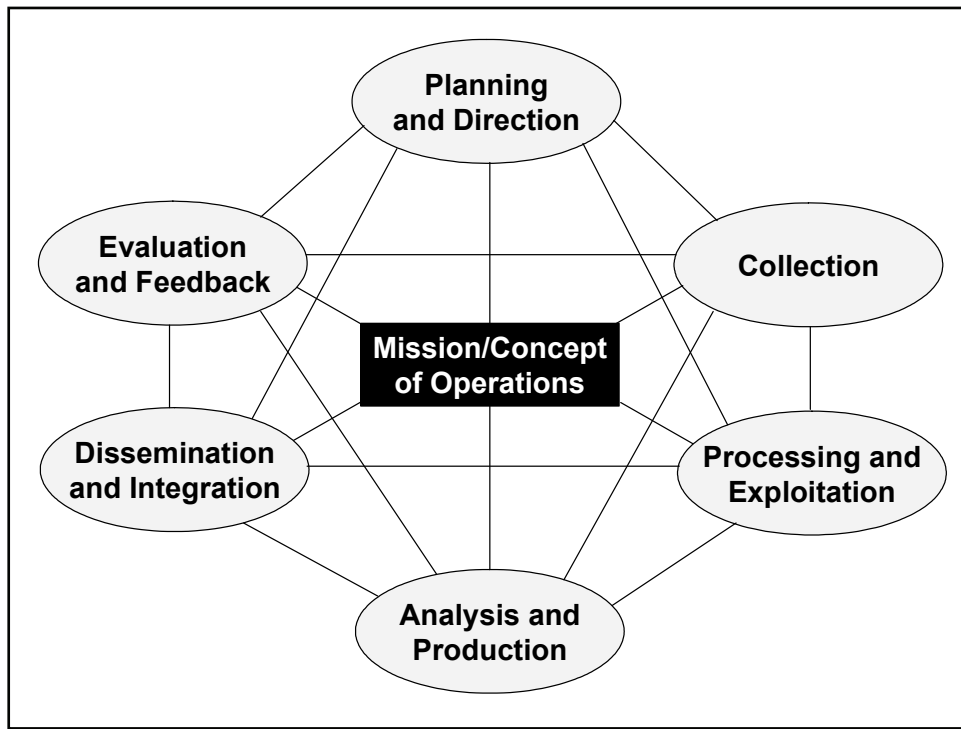 Planning
and Direction
Evaluation
and Feedback
Collection
Mission/Concept
of Operations
Dissemination
and Integration
Processing and
Exploitation
Analysis and
Production